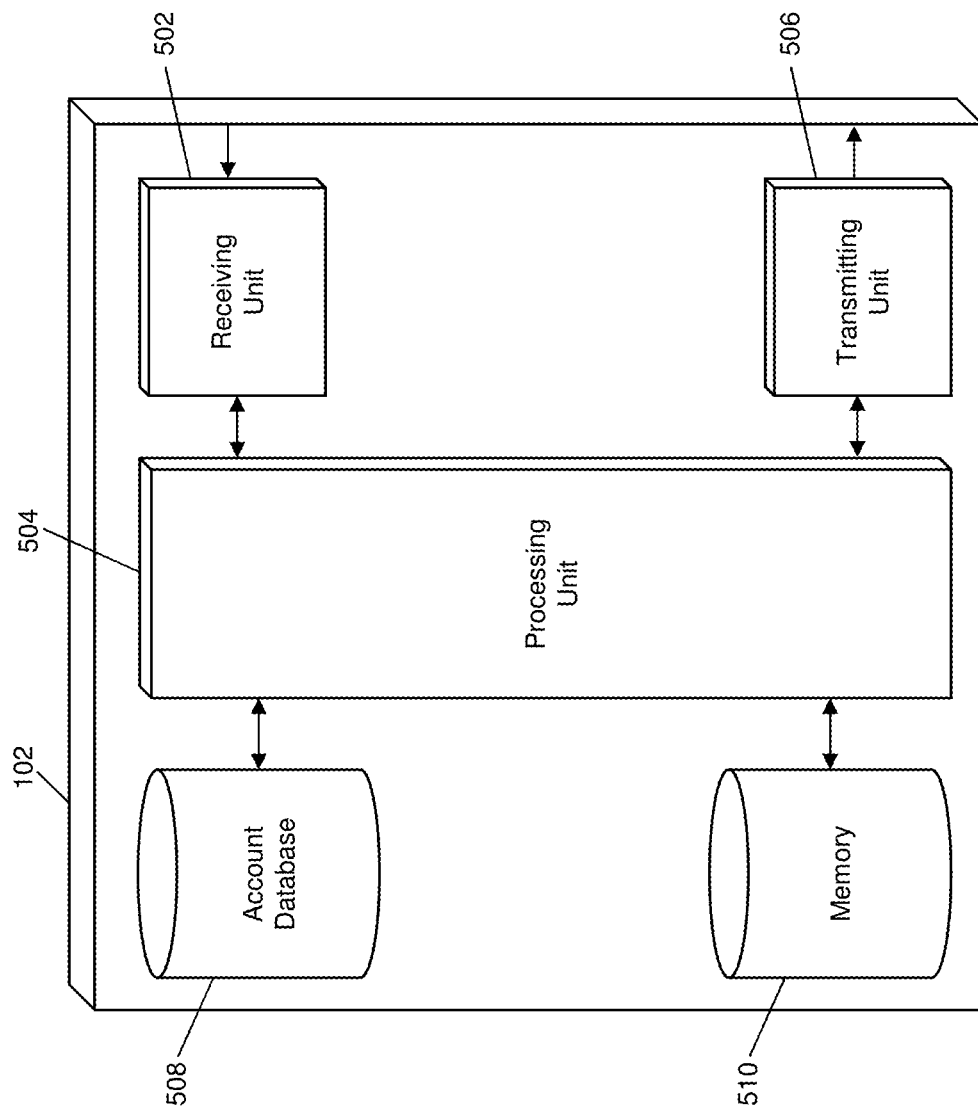 102
504
502
Account
Database
Processing
Unit
Receiving
Unit
508
506
Memory
Transmitting
Unit
510